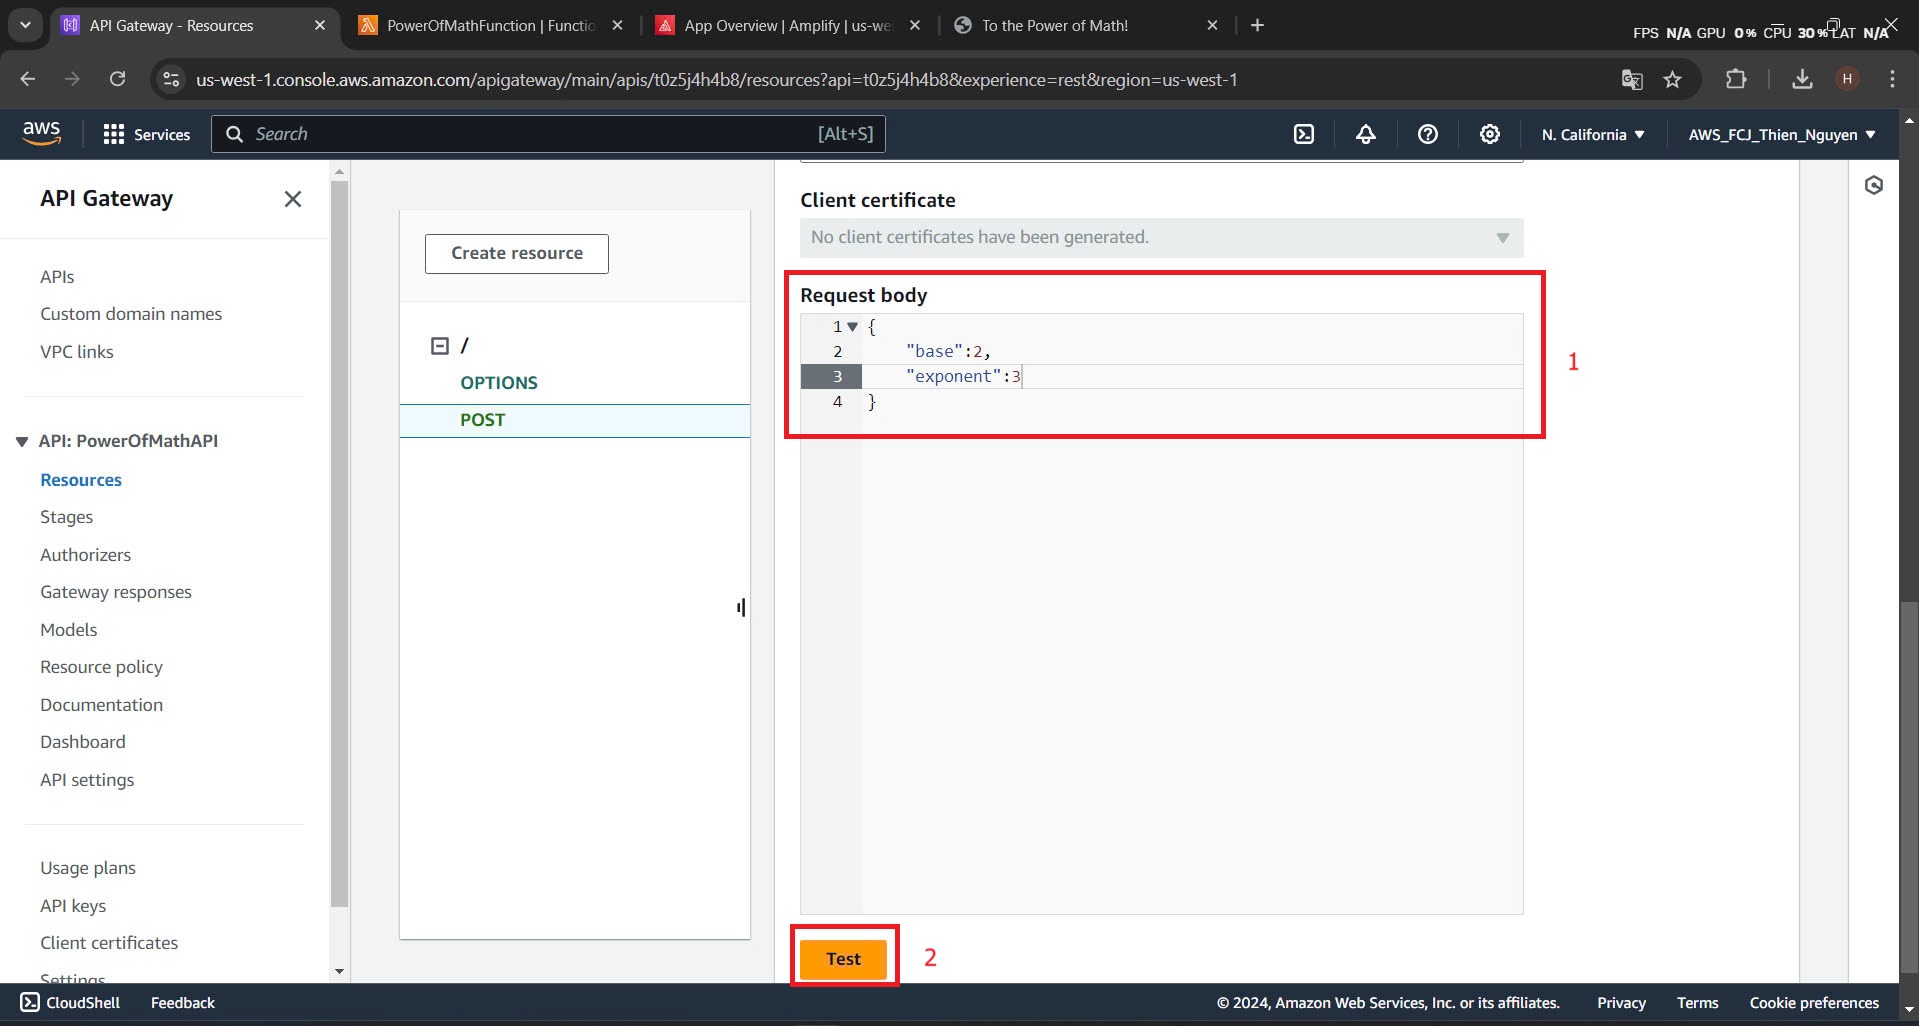 API Gateway - Resources
PowerOfMathFunction | Functio
App Overview | Amplify | us-we
To the Power of Math!
FPS N/A GPU 0% CPU 30% LAT N/A
us-west-1.console.aws.amazon.com/apigateway/main/apis/t0z5j4h4b8/resources?api=t0z5j4h4b8&experience=rest&region=us-west-1
H
aws
Services
Search
[Alt+S]
N. California
AWS_FCJ_Thien_Nguyen
API Gateway
APIs
Custom domain names
VPC links
API: PowerOfMathAPI
Resources
Stages
Authorizers
Gateway responses
Models
Resource policy
Documentation
Dashboard
API settings
Usage plans
API keys
Client certificates
Settings
Create resource
/
OPTIONS
POST
Client certificate
No client certificates have been generated.
Request body
1 {
2 "base":2,
3 "exponent":3
4 }
1
Test
2
CloudShell
Feedback
© 2024, Amazon Web Services, Inc. or its affiliates.
Privacy
Terms
Cookie preferences